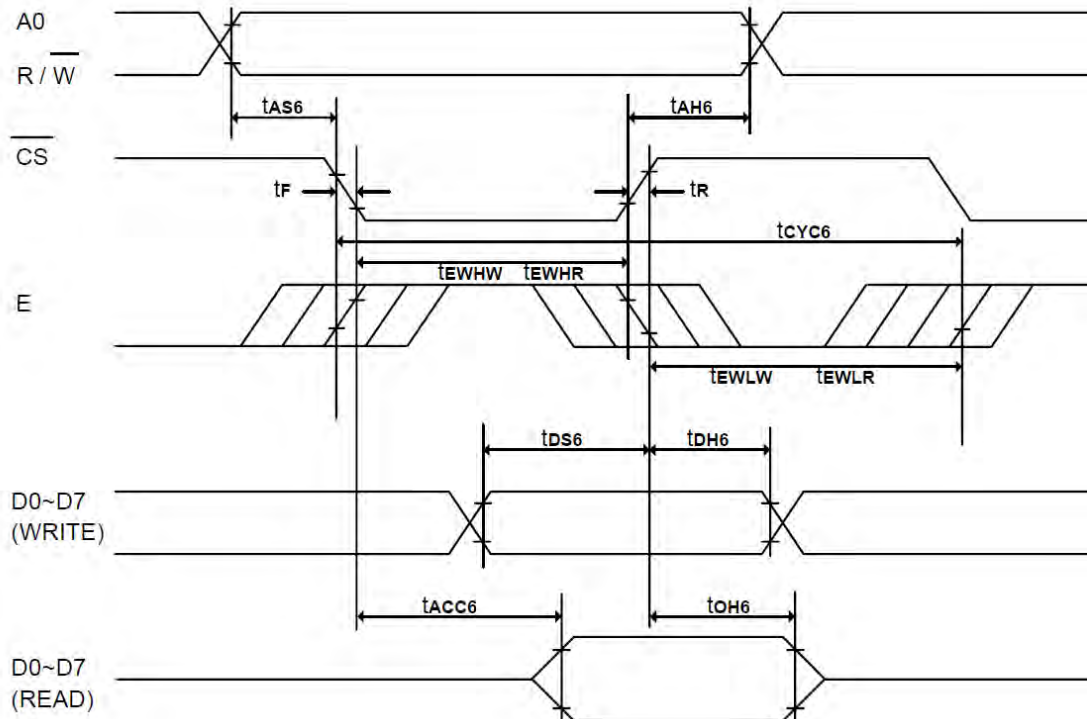 A0
R / W
tAS6 tAH6
CS
tF tR
tCYC6
tEWHW tEWHR
E
tEWLW tEWLR
tDS6 tDH6
D0~D7
(WRITE)
tACC6 tOH6
D0~D7
(READ)